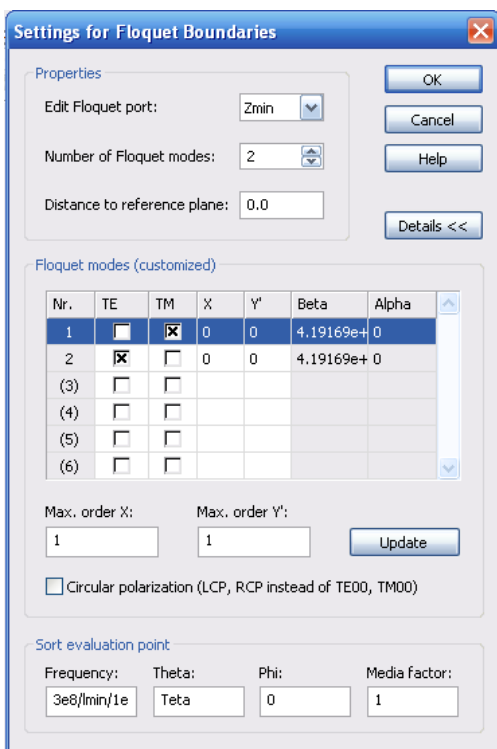 Settings for Floquet Boundaries
Properties
OK
Edit Floquet port: Zmin
Cancel
Number of Floquet modes: 2
Help
Distance to reference plane: 0.0
Details <<
Floquet modes (customized)
Nr. TE TM X Y' Beta Alpha
1 0 0 4.19169e+ 0
2 0 0 4.19169e+ 0
(3)
(4)
(5)
(6)
Max. order X: Max. order Y':
1 1 Update
Circular polarization (LCP, RCP instead of TE00, TM00)
Sort evaluation point
Frequency: Theta: Phi: Media factor:
3e8/lmin/1e Teta 0 1